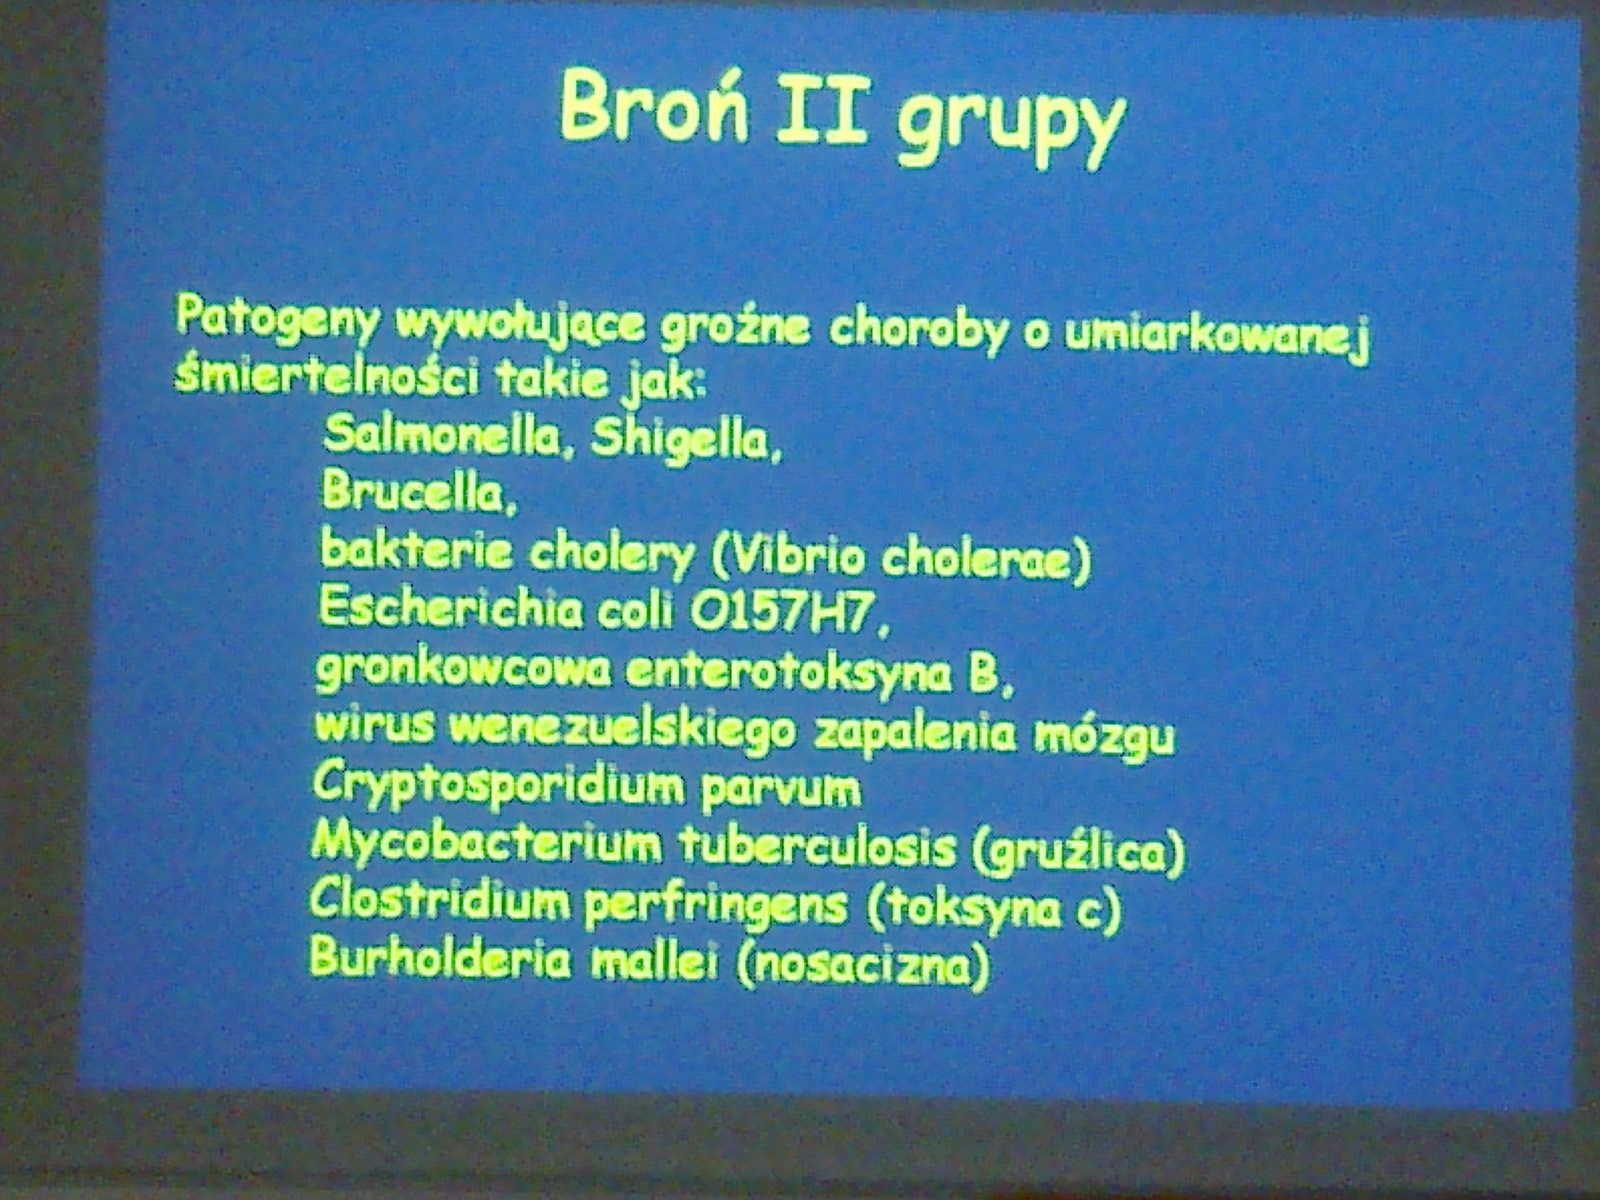 Broń II grupy
Patogeny wywołujące groźne choroby o umiarkowanej
śmiertelności takie jak:
Salmonella, Shigella,
Brucella,
bakterie cholery (Vibrio cholerae)
Escherichia coli O157H7,
gronkowcowa enterotoksyna B,
wirus wenezuelskiego zapalenia mózgu
Cryptosporidium parvum
Mycobacterium tuberculosis (gruźlica)
Clostridium perfringens (toksyna c)
Burholderia mallei (nosacizna)